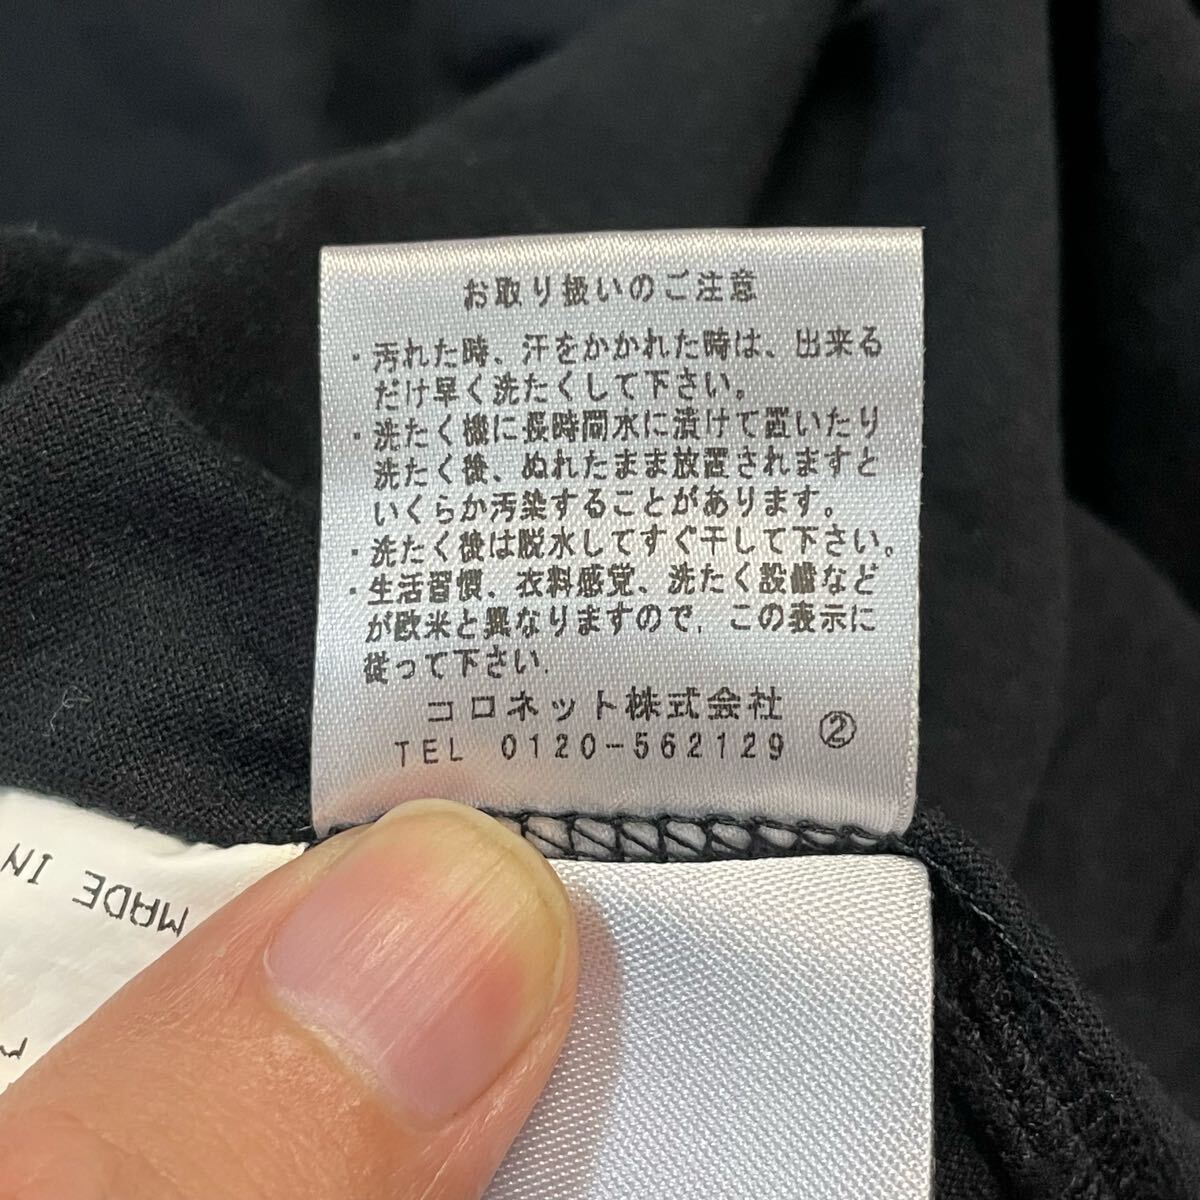 お取り扱いのご注意
・汚れた時、汗をかかれた時は、出来る
だけ早く洗たくして下さい。
・洗たく機に長時間水に漬けて置いたり
洗たく後、ぬれたまま放置されますと
いくらか汚染することがあります。
・洗たく後は脱水してすぐ干して下さい。
・生活習慣、衣料感覚、洗たく設備など
が欧米と異なりますので、この表示に
従って下さい.
コロネット株式会社
TEL 0120-562129 ②
MADE IN